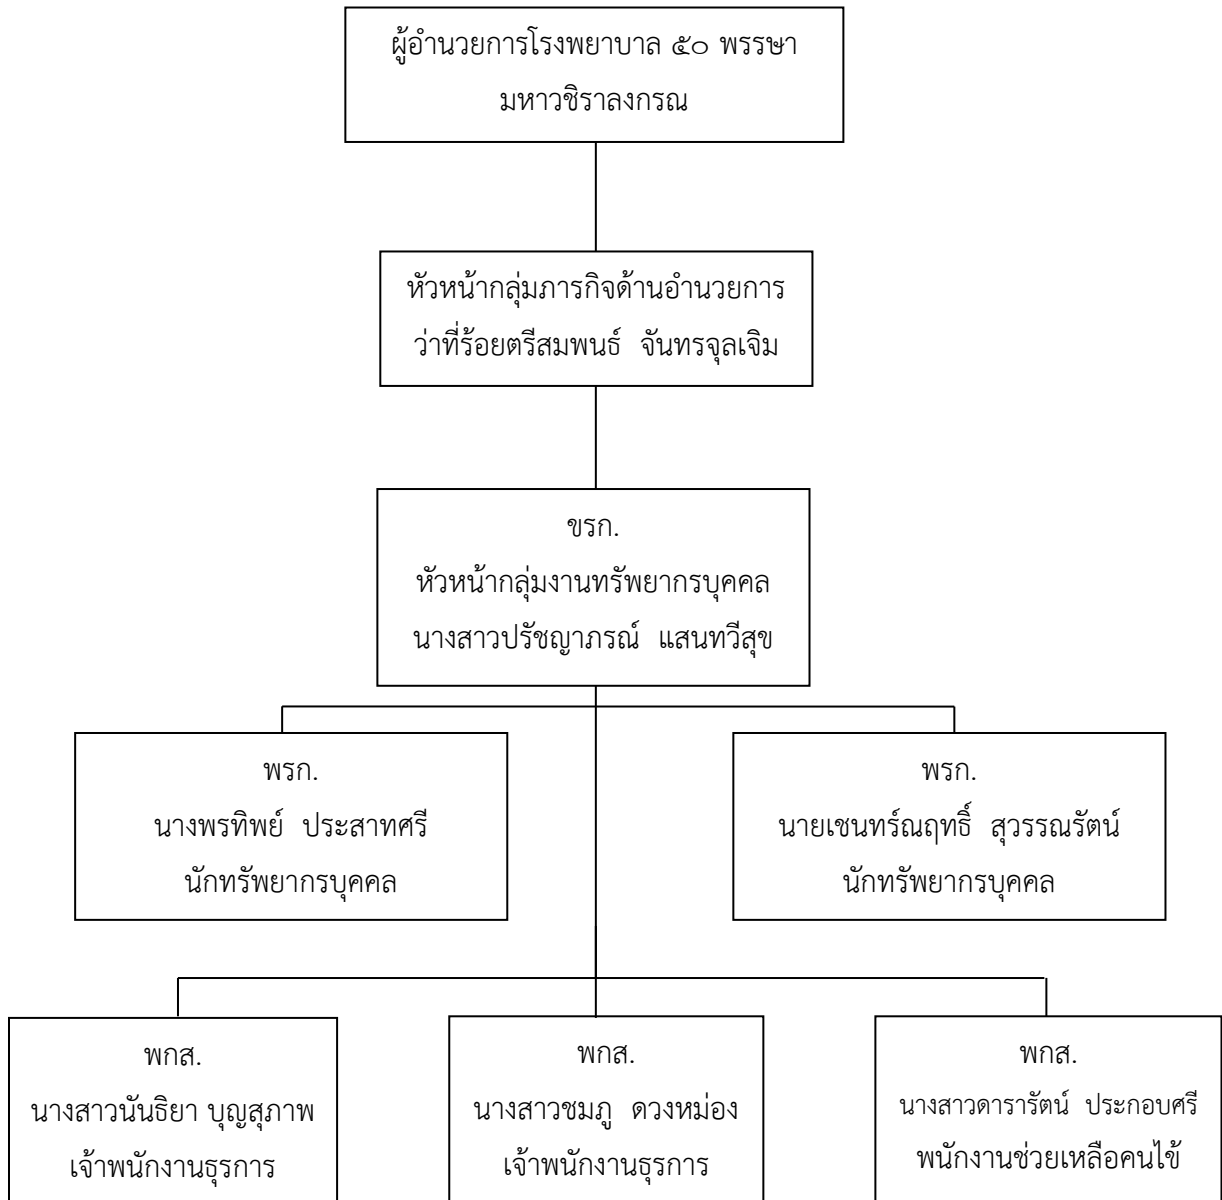 ผู้อำนวยการโรงพยาบาล ๕๐ พรรษา
มหาวชิราลงกรณ
หัวหน้ากลุ่มภารกิจด้านอำนวยการ
ว่าที่ร้อยตรีสมพนธ์ จันทรจุลเจิม
ขรก.
หัวหน้ากลุ่มงานทรัพยากรบุคคล
นางสาวปรัชญาภรณ์ แสนทวีสุข
พรก.
นางพรทิพย์ ประสาทศรี
นักทรัพยากรบุคคล
พรก.
นายเชนทร์ณฤทธิ์ สุวรรณรัตน์
นักทรัพยากรบุคคล
พกส.
นางสาวนันธิยา บุญสุภาพ
เจ้าพนักงานธุรการ
พกส.
นางสาวชมภู ดวงหม่อง
เจ้าพนักงานธุรการ
พกส.
นางสาวดารารัตน์ ประกอบศรี
พนักงานช่วยเหลือคนไข้